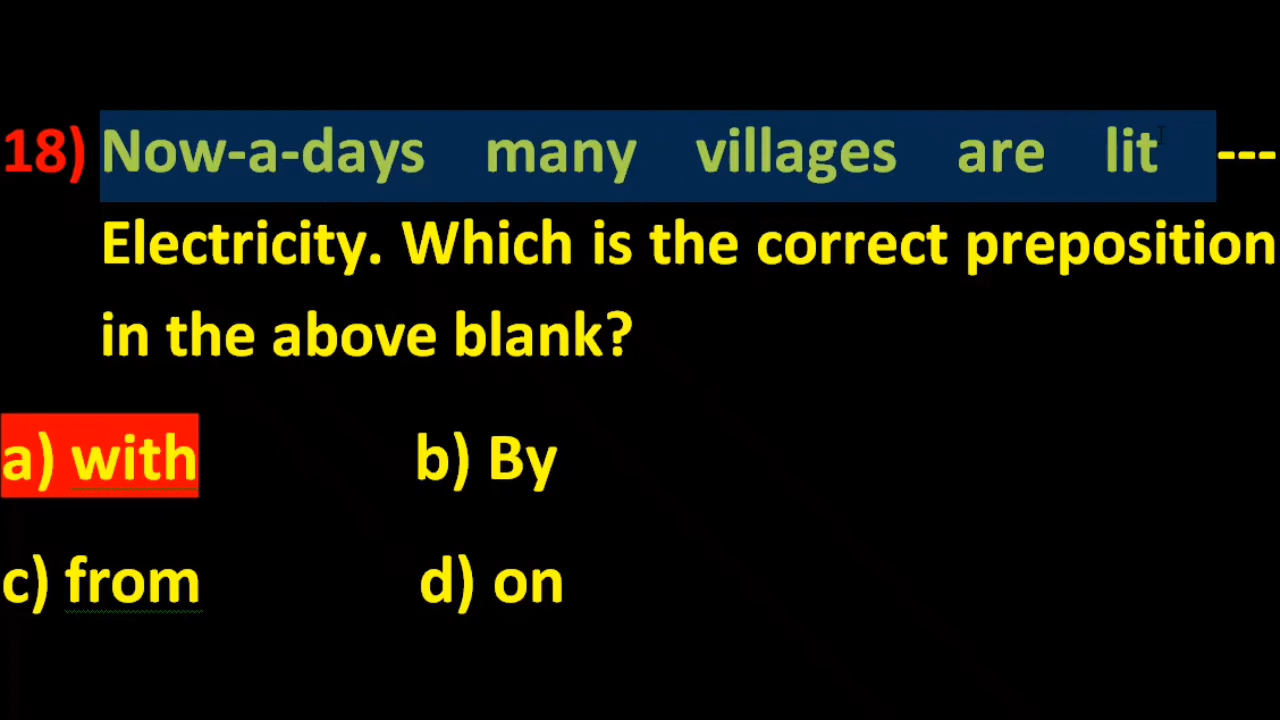 18) Now-a-days many villages are lit ---
Electricity. Which is the correct preposition
in the above blank?
a) with b) By
c) from d) on